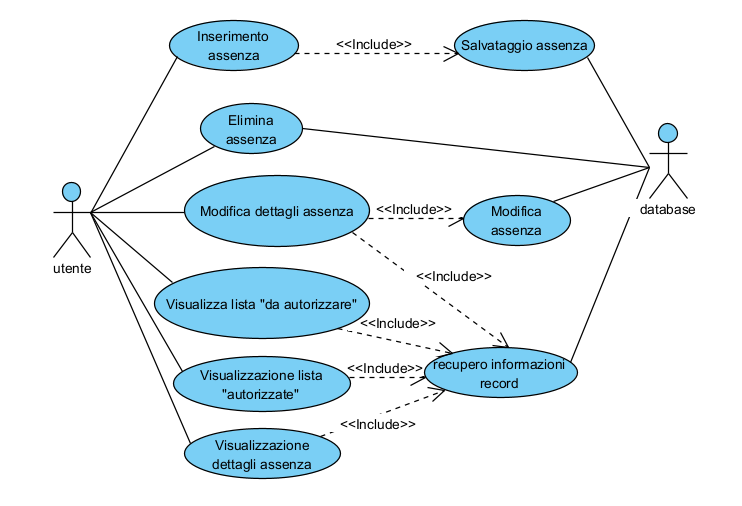 Inserimento
assenza
<<Include>>
Salvataggio assenza
Elimina
assenza
Modifica dettagli assenza
<<Include>>
Modifica
assenza
database
utente
<<Include>>
Visualizza lista "da autorizzare"
<<Include>>
Visualizzazione lista
"autorizzate"
<<Include>>
recupero informazioni
record
<<Include>>
Visualizzazione
dettagli assenza